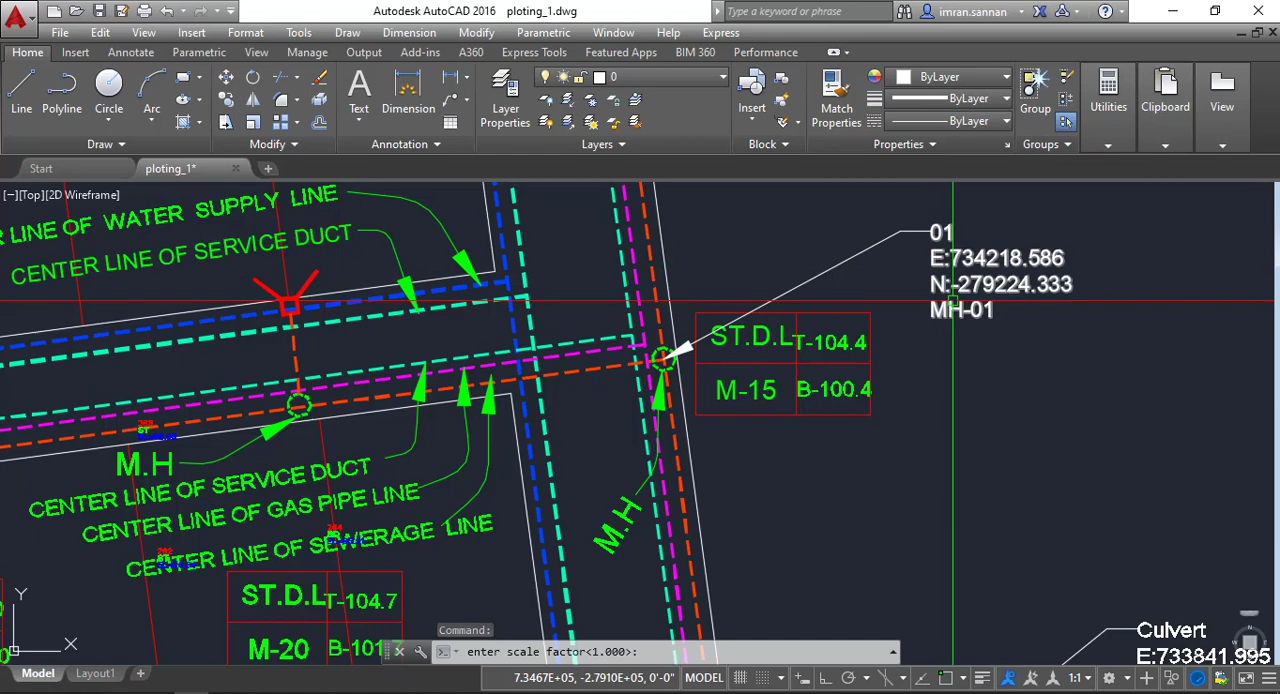 Autodesk AutoCAD 2016 ploting_1.dwg
Type a keyword or phrase
imran.sannan
File Edit View Insert Format Tools Draw Dimension Modify Parametric Window Help Express
Home Insert Annotate Parametric View Manage Output Add-ins A360 Express Tools Featured Apps BIM 360 Performance
Line Polyline Circle Arc
Text Dimension
Layer Properties
0
Insert
Match Properties
ByLayer
ByLayer
ByLayer
Group
Utilities
Clipboard
View
Draw Modify Annotation Layers Block Properties Groups
Start ploting_1*
[−][Top][2D Wireframe]
LINE OF WATER SUPPLY LINE
CENTER LINE OF SERVICE DUCT
01
E:734218.586
N:-279224.333
MH-01
ST.D.L T-104.4
M-15 B-100.4
M.H
CENTER LINE OF SERVICE DUCT
CENTER LINE OF GAS PIPE LINE
CENTER LINE OF SEWERAGE LINE
M.H
ST.D.L T-104.7
M-20
Culvert
E:733841.995
Y
X
Command:
enter scale factor<1.000>:
Model Layout1
7.3467E+05, -2.7910E+05, 0'-0" MODEL
1:1